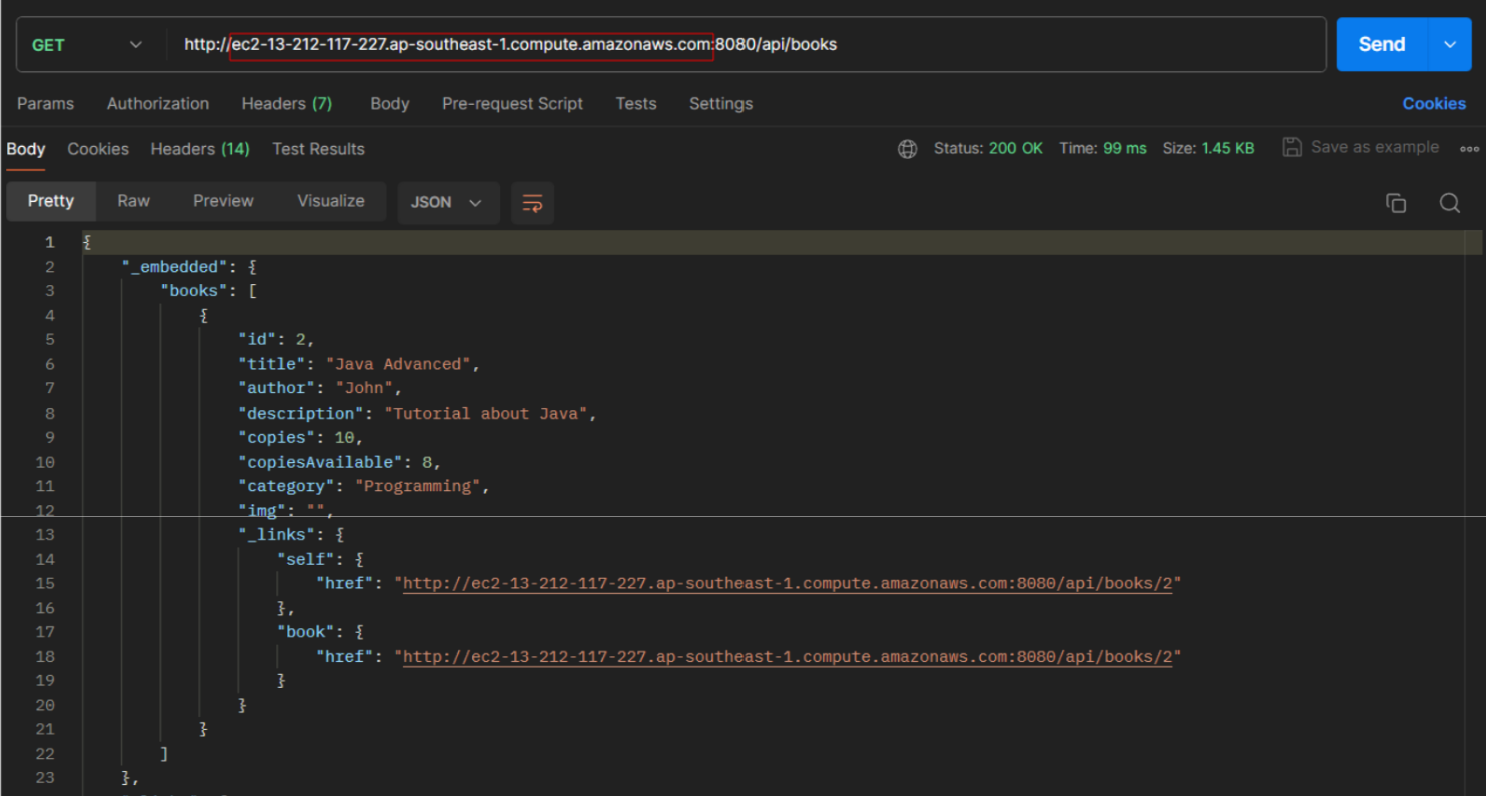 GET http://ec2-13-212-117-227.ap-southeast-1.compute.amazonaws.com:8080/api/books Send
Params Authorization Headers (7) Body Pre-request Script Tests Settings Cookies
Body Cookies Headers (14) Test Results Status: 200 OK Time: 99 ms Size: 1.45 KB Save as example
Pretty Raw Preview Visualize JSON
1 {
2 "_embedded": {
3 "books": [
4 {
5 "id": 2,
6 "title": "Java Advanced",
7 "author": "John",
8 "description": "Tutorial about Java",
9 "copies": 10,
10 "copiesAvailable": 8,
11 "category": "Programming",
12 "img": "",
13 "_links": {
14 "self": {
15 "href": "http://ec2-13-212-117-227.ap-southeast-1.compute.amazonaws.com:8080/api/books/2"
16 },
17 "book": {
18 "href": "http://ec2-13-212-117-227.ap-southeast-1.compute.amazonaws.com:8080/api/books/2"
19 }
20 }
21 }
22 ]
23 },